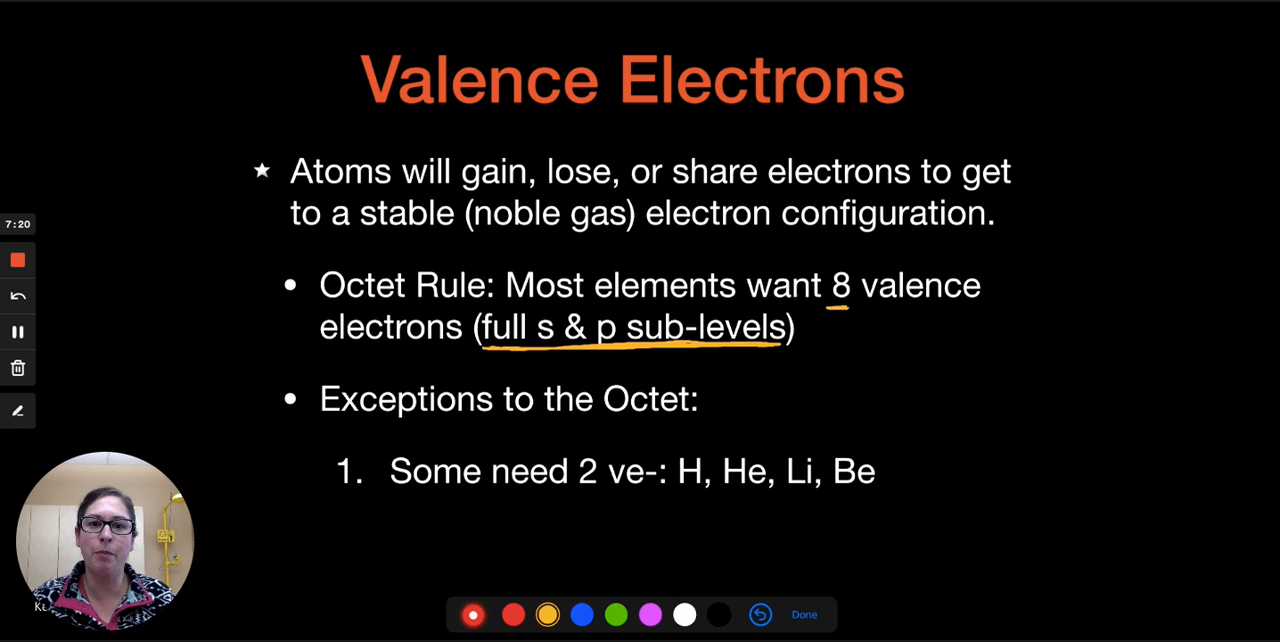 Valence Electrons
★ Atoms will gain, lose, or share electrons to get
to a stable (noble gas) electron configuration.
7:20
• Octet Rule: Most elements want 8 valence
electrons (full s & p sub-levels)
• Exceptions to the Octet:
1. Some need 2 ve-: H, He, Li, Be
Done